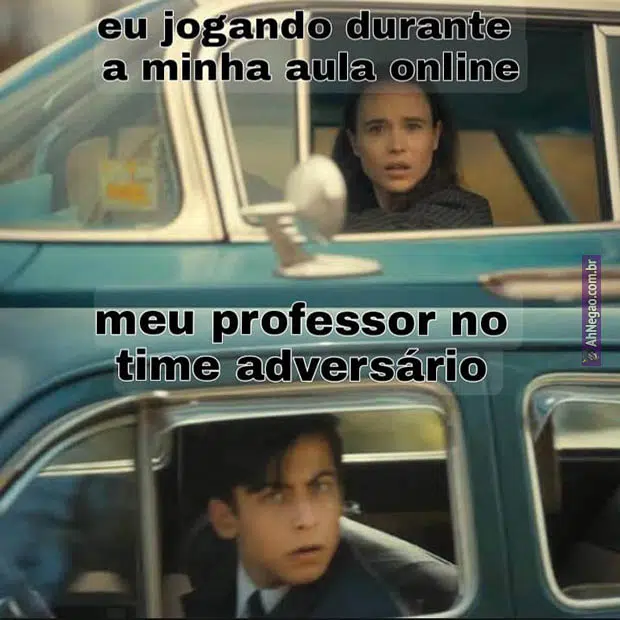 eu jogando durante
a minha aula online
AhNegao.com.br
meu professor no
time adversário